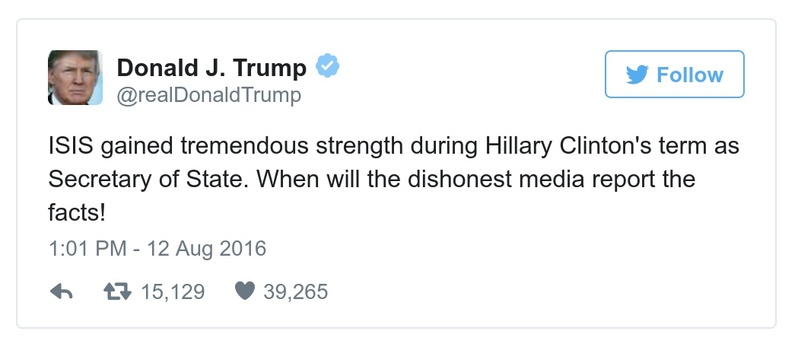 Donald J. Trump
@realDonaldTrump
Follow
ISIS gained tremendous strength during Hillary Clinton's term as
Secretary of State. When will the dishonest media report the
facts!
1:01 PM - 12 Aug 2016
15,129 39,265